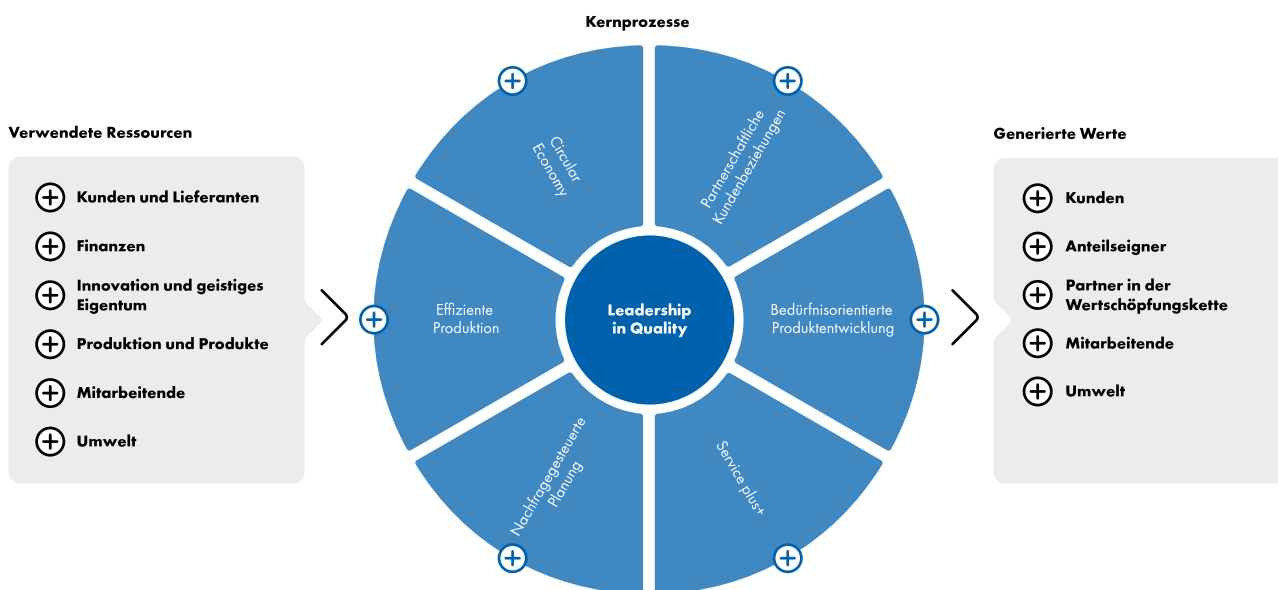 Kernprozesse
Verwendete Ressourcen
Kunden und Lieferanten
Finanzen
Innovation und geistiges
Eigentum
Produktion und Produkte
Mitarbeitende
Umwelt
Circular
Economy
Partnerschaftliche
Kundenbeziehungen
Effiziente
Produktion
Leadership
in Quality
Bedürfnisorientierte
Produktentwicklung
Nachfragegesteuerte
Planung
Service plus+
Generierte Werte
Kunden
Anteilseigner
Partner in der
Wertschöpfungskette
Mitarbeitende
Umwelt